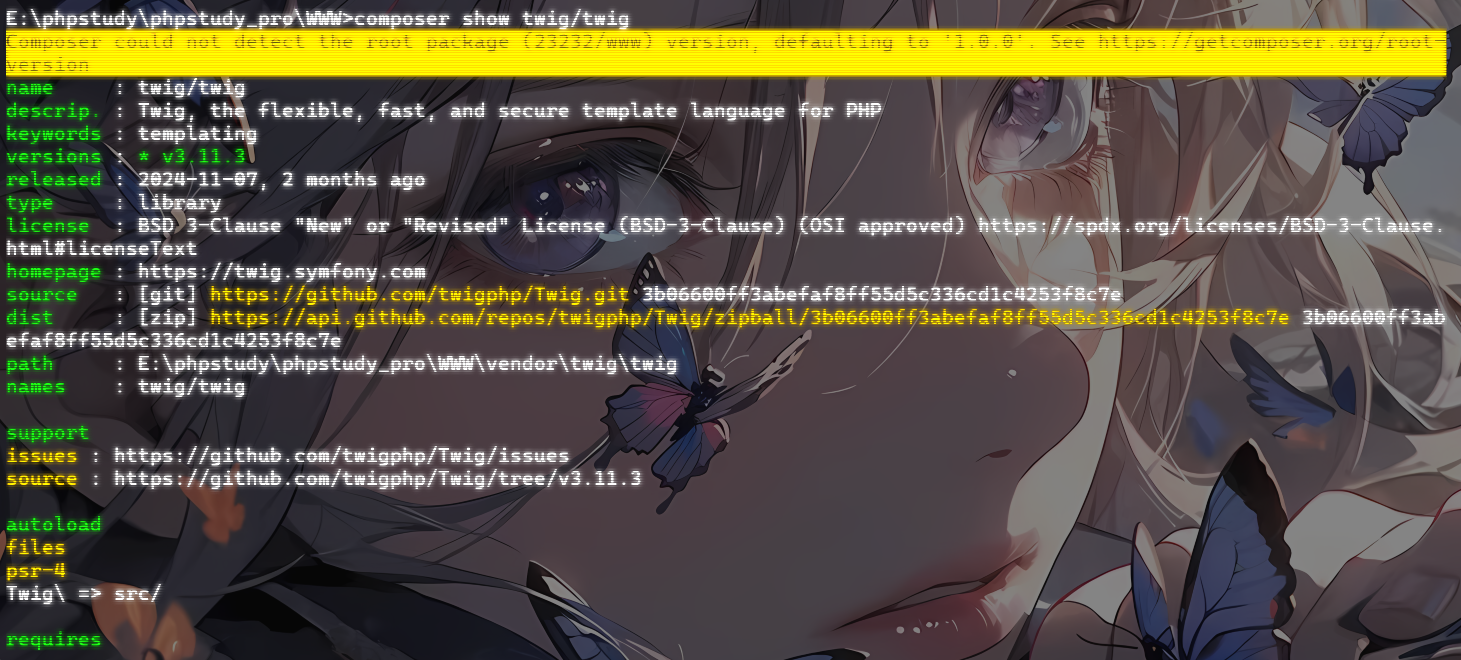 E:\phpstudy\phpstudy_pro\WWW>composer show twig/twig
Composer could not detect the root package (23232/www) version, defaulting to '1.0.0'. See https://getcomposer.org/root-
version
name     : twig/twig
descrip. : Twig, the flexible, fast, and secure template language for PHP
keywords : templating
versions : * v3.11.3
released : 2024-11-07, 2 months ago
type     : library
license  : BSD 3-Clause "New" or "Revised" License (BSD-3-Clause) (OSI approved) https://spdx.org/licenses/BSD-3-Clause.
html#licenseText
homepage : https://twig.symfony.com
source   : [git] https://github.com/twigphp/Twig.git 3b06600ff3abefaf8ff55d5c336cd1c4253f8c7e
dist     : [zip] https://api.github.com/repos/twigphp/Twig/zipball/3b06600ff3abefaf8ff55d5c336cd1c4253f8c7e 3b06600ff3ab
efaf8ff55d5c336cd1c4253f8c7e
path     : E:\phpstudy\phpstudy_pro\WWW\vendor\twig\twig
names    : twig/twig

support
issues : https://github.com/twigphp/Twig/issues
source : https://github.com/twigphp/Twig/tree/v3.11.3

autoload
files
psr-4
Twig\ => src/

requires